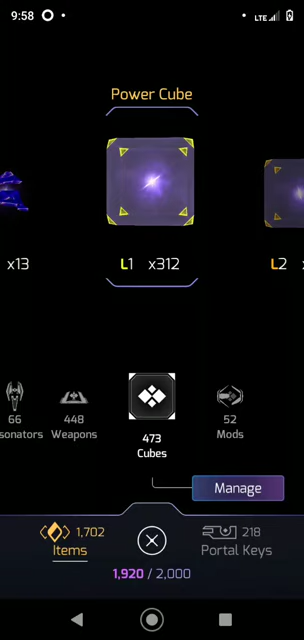 9:58
LTE
Power Cube
x13
L1 x312
L2
66
sonators
448
Weapons
473
Cubes
52
Mods
Manage
1,702
Items
218
Portal Keys
1,920 / 2,000